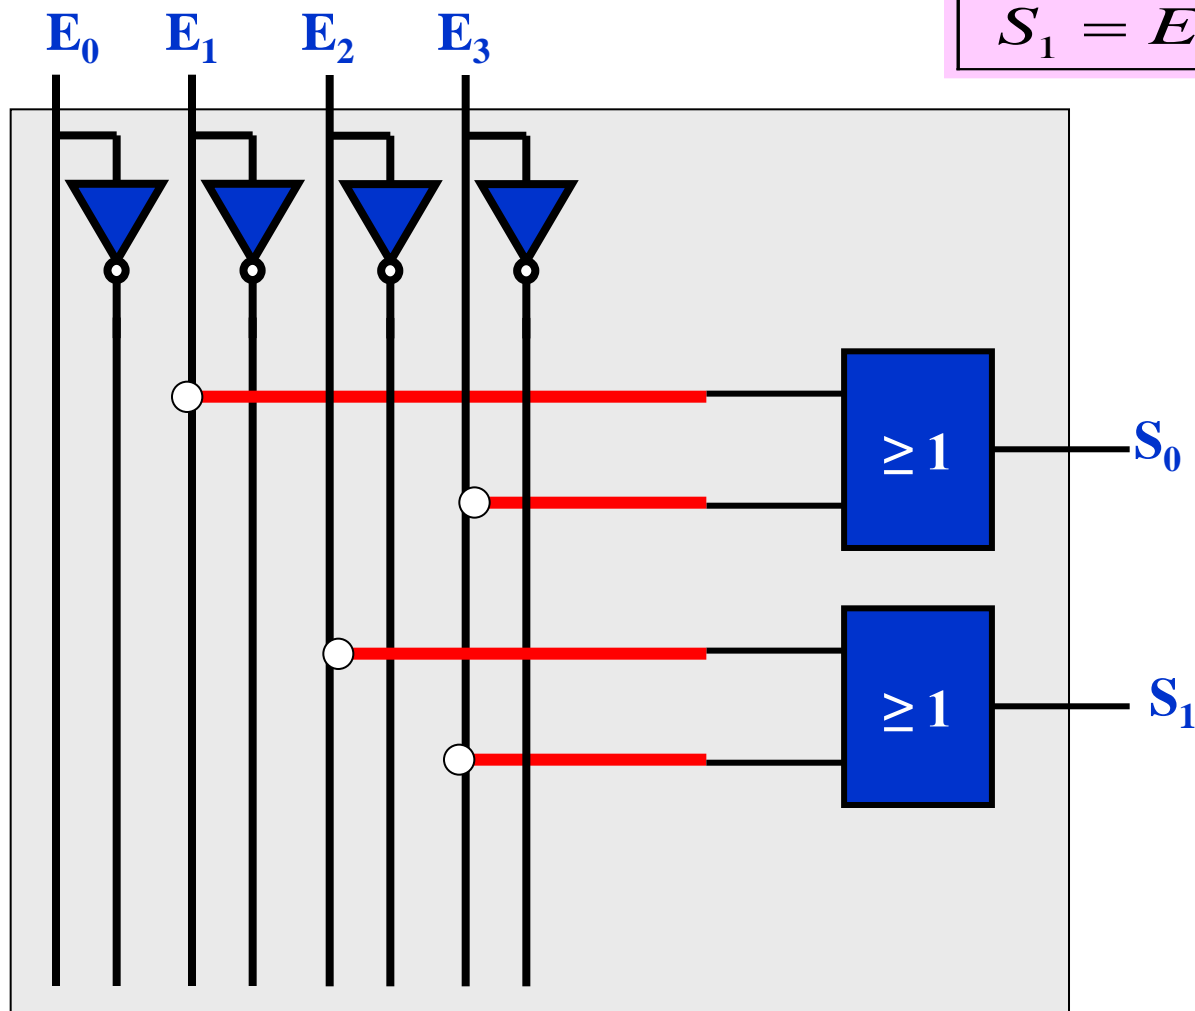 E₀ E₁ E₂ E₃
S₁ = E
≥ 1
S₀
≥ 1
S₁